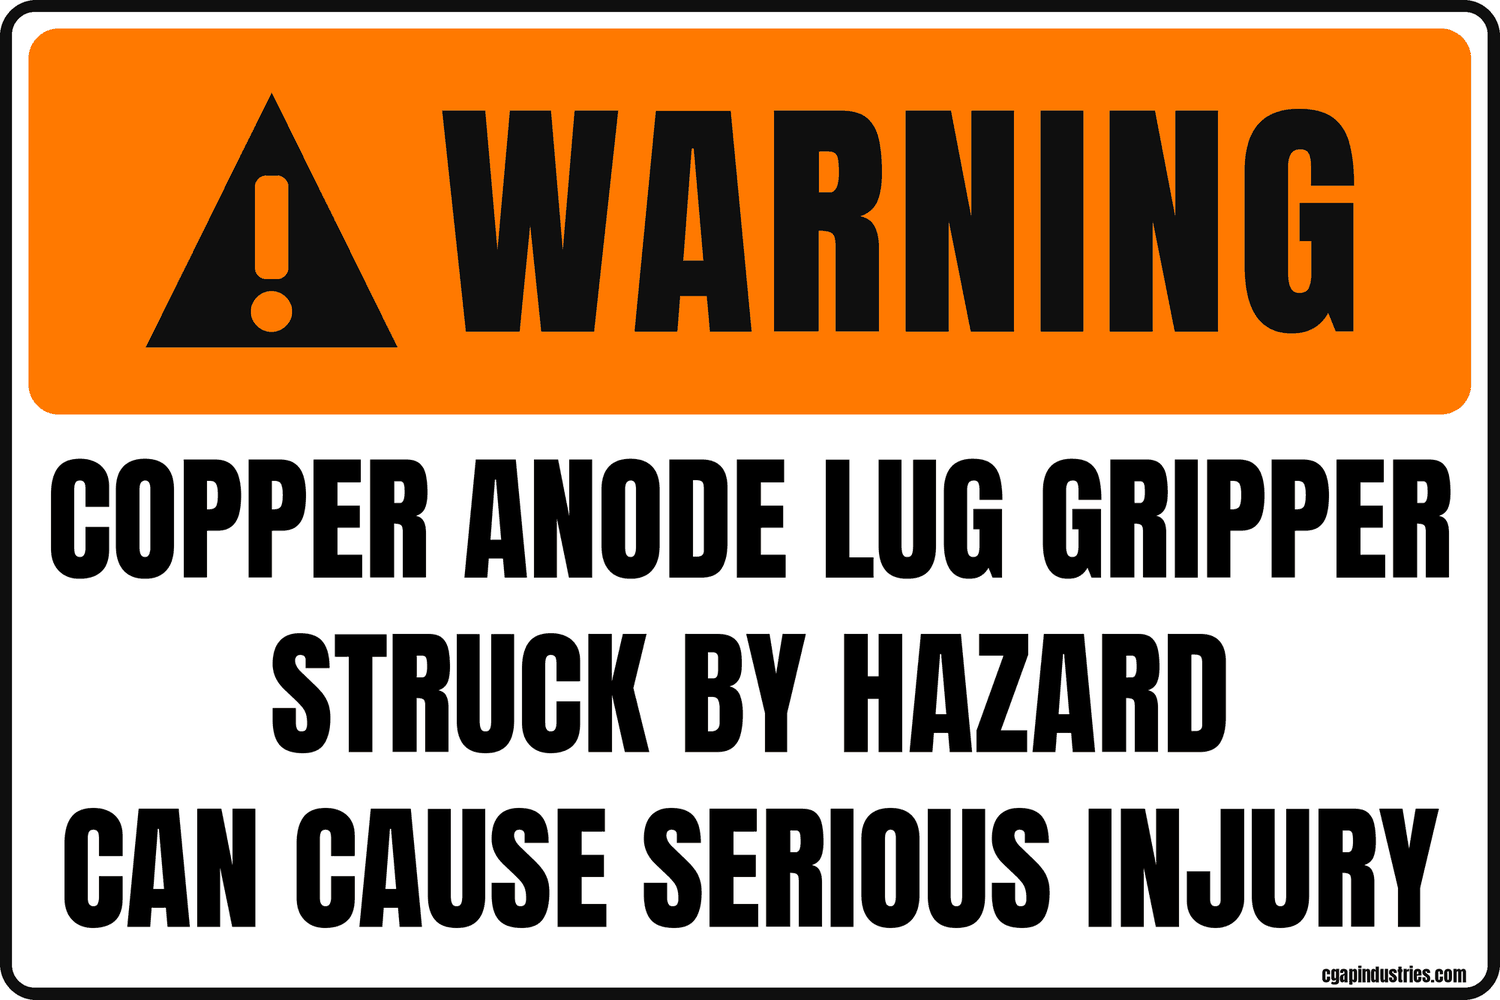 WARNING
COPPER ANODE LUG GRIPPER
STRUCK BY HAZARD
CAN CAUSE SERIOUS INJURY
cgapindustries.com